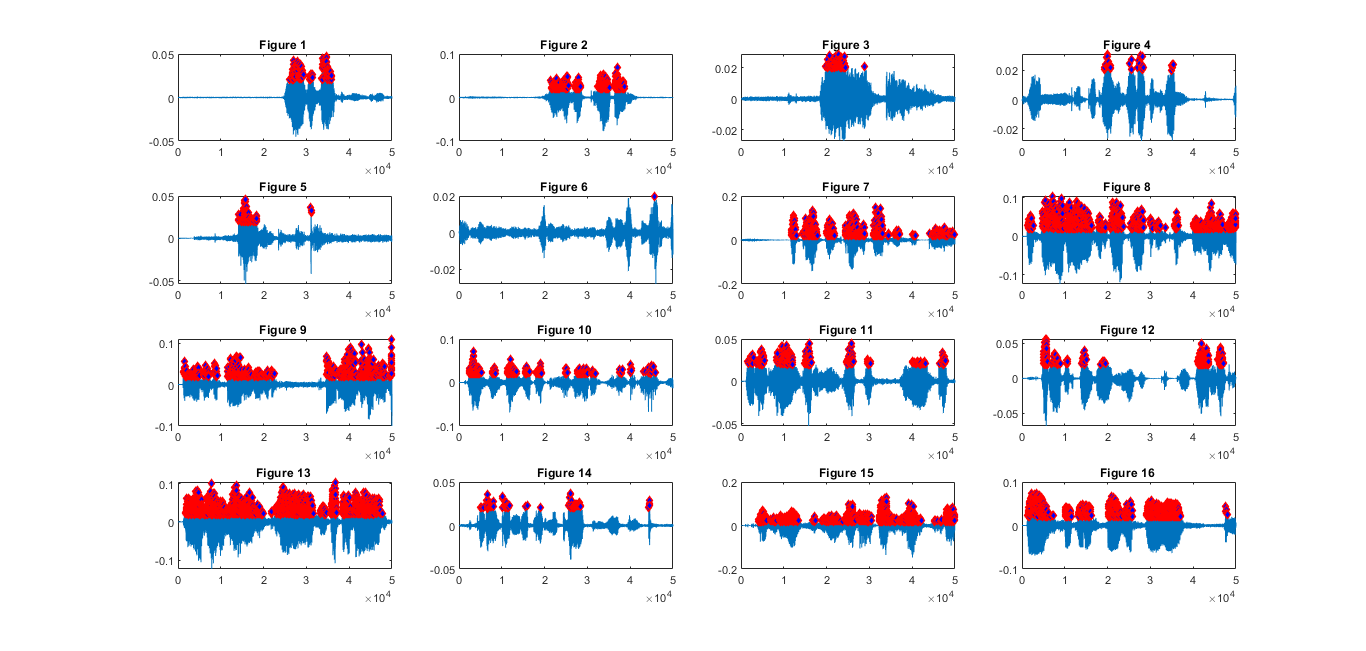 Figure 1 Figure 2 Figure 3 Figure 4
0.05 0.1 0.02 0.02
0 0 0 0
-0.05 -0.1 -0.02 -0.02
0 1 2 3 4 5 0 1 2 3 4 5 0 1 2 3 4 5 0 1 2 3 4 5
×10^4 ×10^4 ×10^4 ×10^4
Figure 5 Figure 6 Figure 7 Figure 8
0.05 0.02 0.2 0.1
0 0 0 0
-0.05 -0.02 -0.2 -0.1
0 1 2 3 4 5 0 1 2 3 4 5 0 1 2 3 4 5 0 1 2 3 4 5
×10^4 ×10^4 ×10^4 ×10^4
Figure 9 Figure 10 Figure 11 Figure 12
0.1 0.1 0.05 0.05
0 0 0 0
-0.1 -0.1 -0.05 -0.05
0 1 2 3 4 5 0 1 2 3 4 5 0 1 2 3 4 5 0 1 2 3 4 5
×10^4 ×10^4 ×10^4 ×10^4
Figure 13 Figure 14 Figure 15 Figure 16
0.1 0.05 0.2 0.1
0 0 0 0
-0.1 -0.05 -0.2 -0.1
0 1 2 3 4 5 0 1 2 3 4 5 0 1 2 3 4 5 0 1 2 3 4 5
×10^4 ×10^4 ×10^4 ×10^4